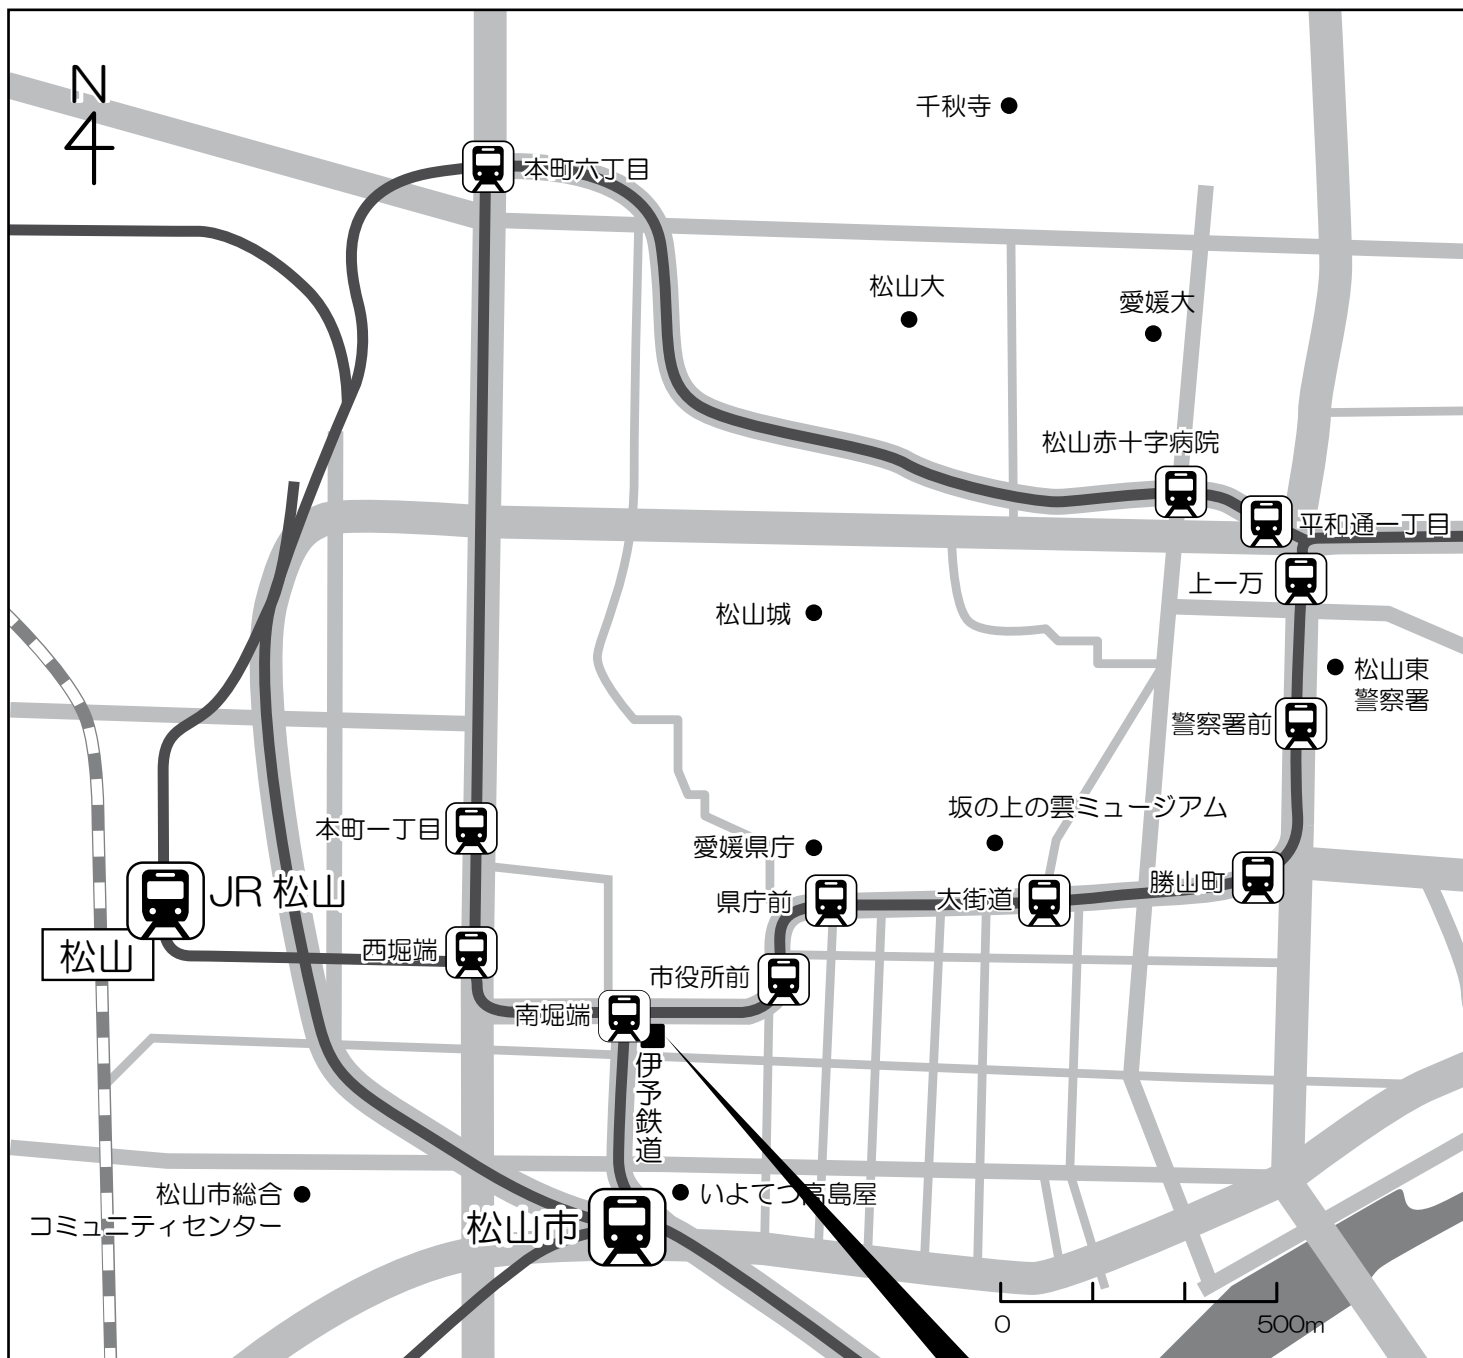 N
千秋寺
本町六丁目
松山大
愛媛大
松山赤十字病院
平和通一丁目
上一万
松山城
松山東
警察署
警察署前
坂の上の雲ミュージアム
本町一丁目
愛媛県庁
勝山町
JR 松山
県庁前
大街道
松山
西堀端
市役所前
南堀端
伊予鉄道
松山市総合
コミュニティセンター
いよてつ高島屋
松山市
0
500m